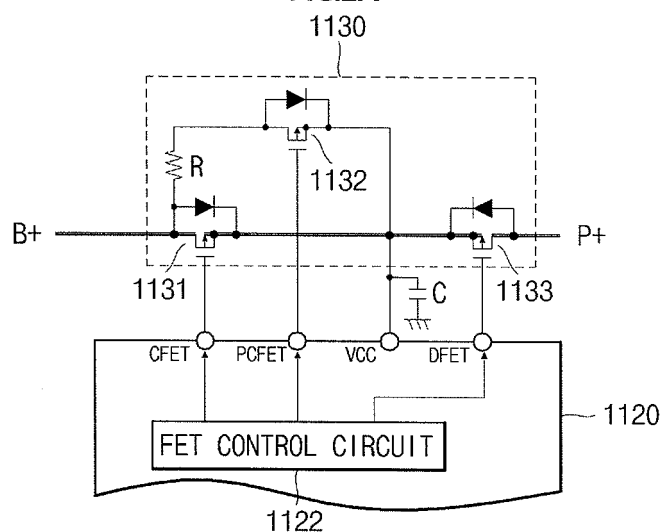 1130
R
1132
B+
P+
1131
C
1133
CFET PCFET VCC DFET
FET CONTROL CIRCUIT
1120
1122